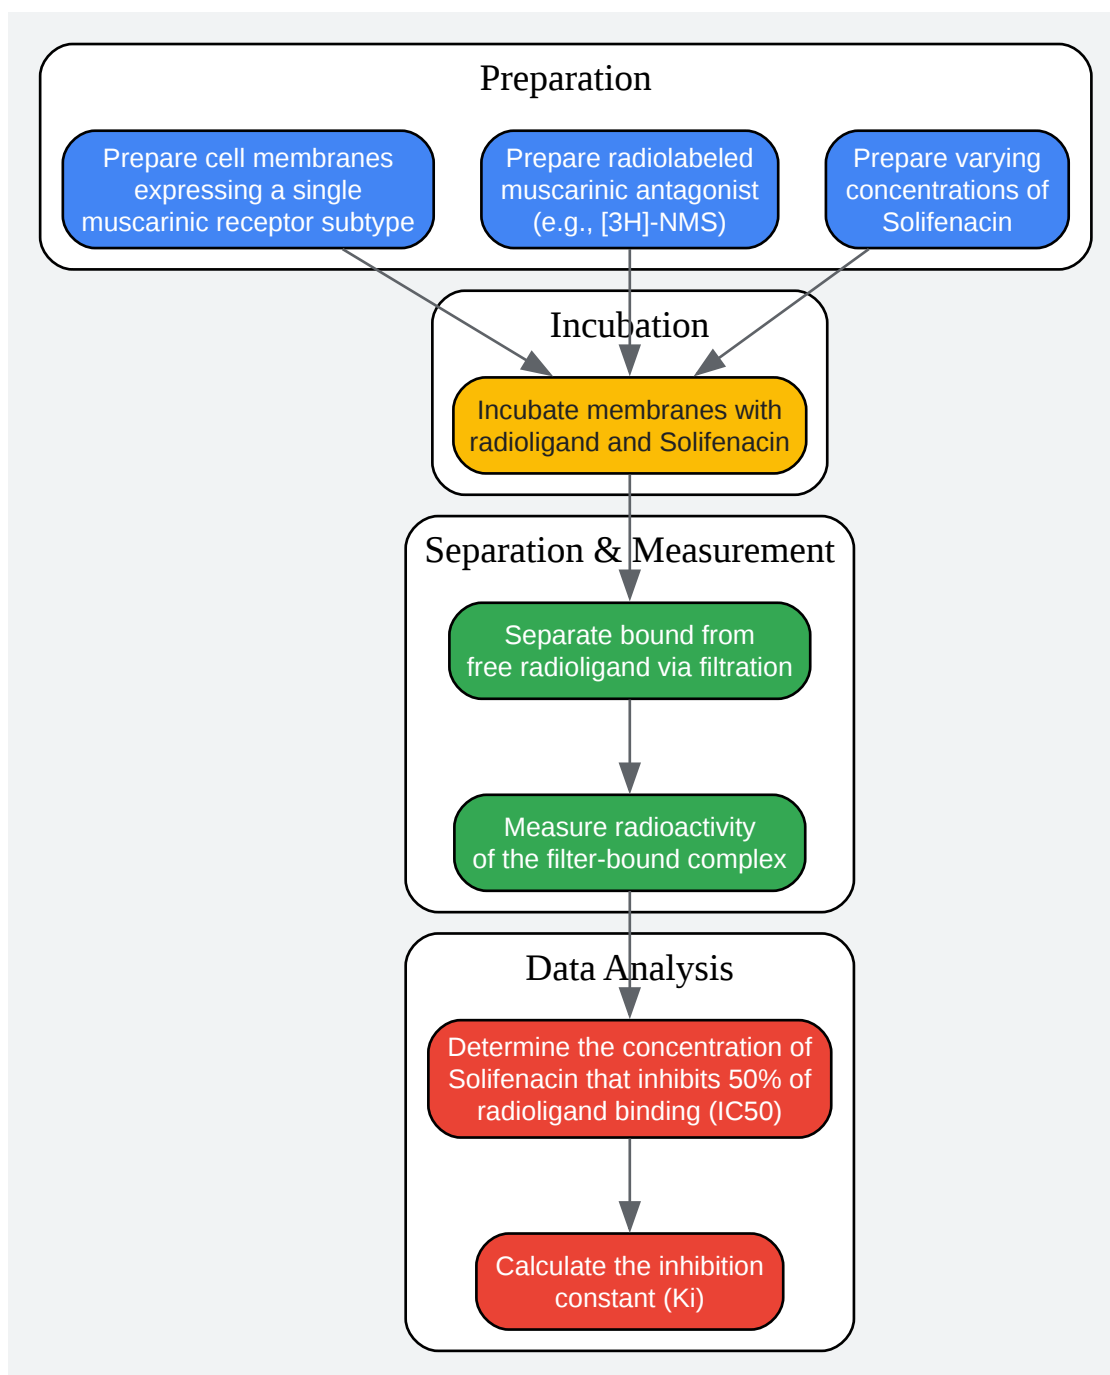 Preparation
Prepare cell membranes
expressing a single
muscarinic receptor subtype
Prepare radiolabeled
muscarinic antagonist
(e.g., [3H]-NMS)
Prepare varying
concentrations of
Solifenacin
Incubation
Incubate membranes with
radioligand and Solifenacin
Separation & Measurement
Separate bound from
free radioligand via filtration
Measure radioactivity
of the filter-bound complex
Data Analysis
Determine the concentration of
Solifenacin that inhibits 50% of
radioligand binding (IC50)
Calculate the inhibition
constant (Ki)